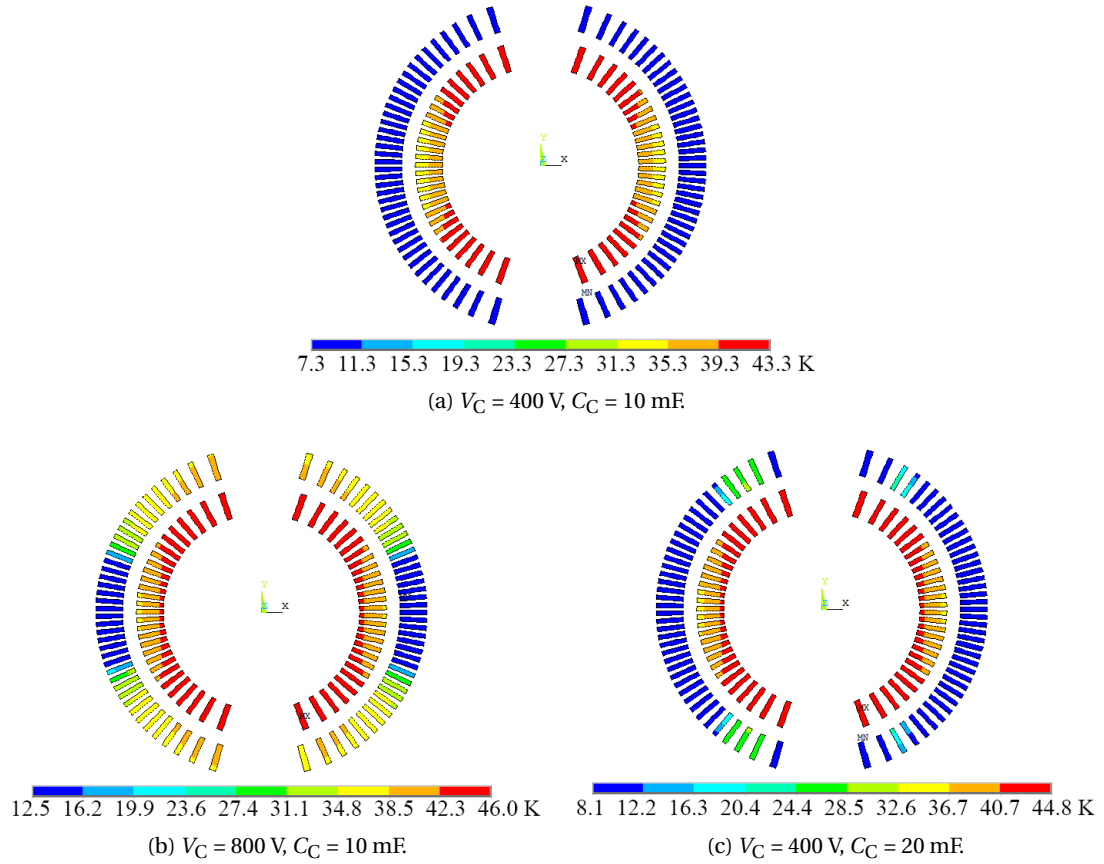 Y
Z X
MX
MN
7.3 11.3 15.3 19.3 23.3 27.3 31.3 35.3 39.3 43.3 K
(a) V_C = 400 V, C_C = 10 mF.
Y
Z X
MX
12.5 16.2 19.9 23.6 27.4 31.1 34.8 38.5 42.3 46.0 K
(b) V_C = 800 V, C_C = 10 mF.
Y
Z X
MX
MN
8.1 12.2 16.3 20.4 24.4 28.5 32.6 36.7 40.7 44.8 K
(c) V_C = 400 V, C_C = 20 mF.